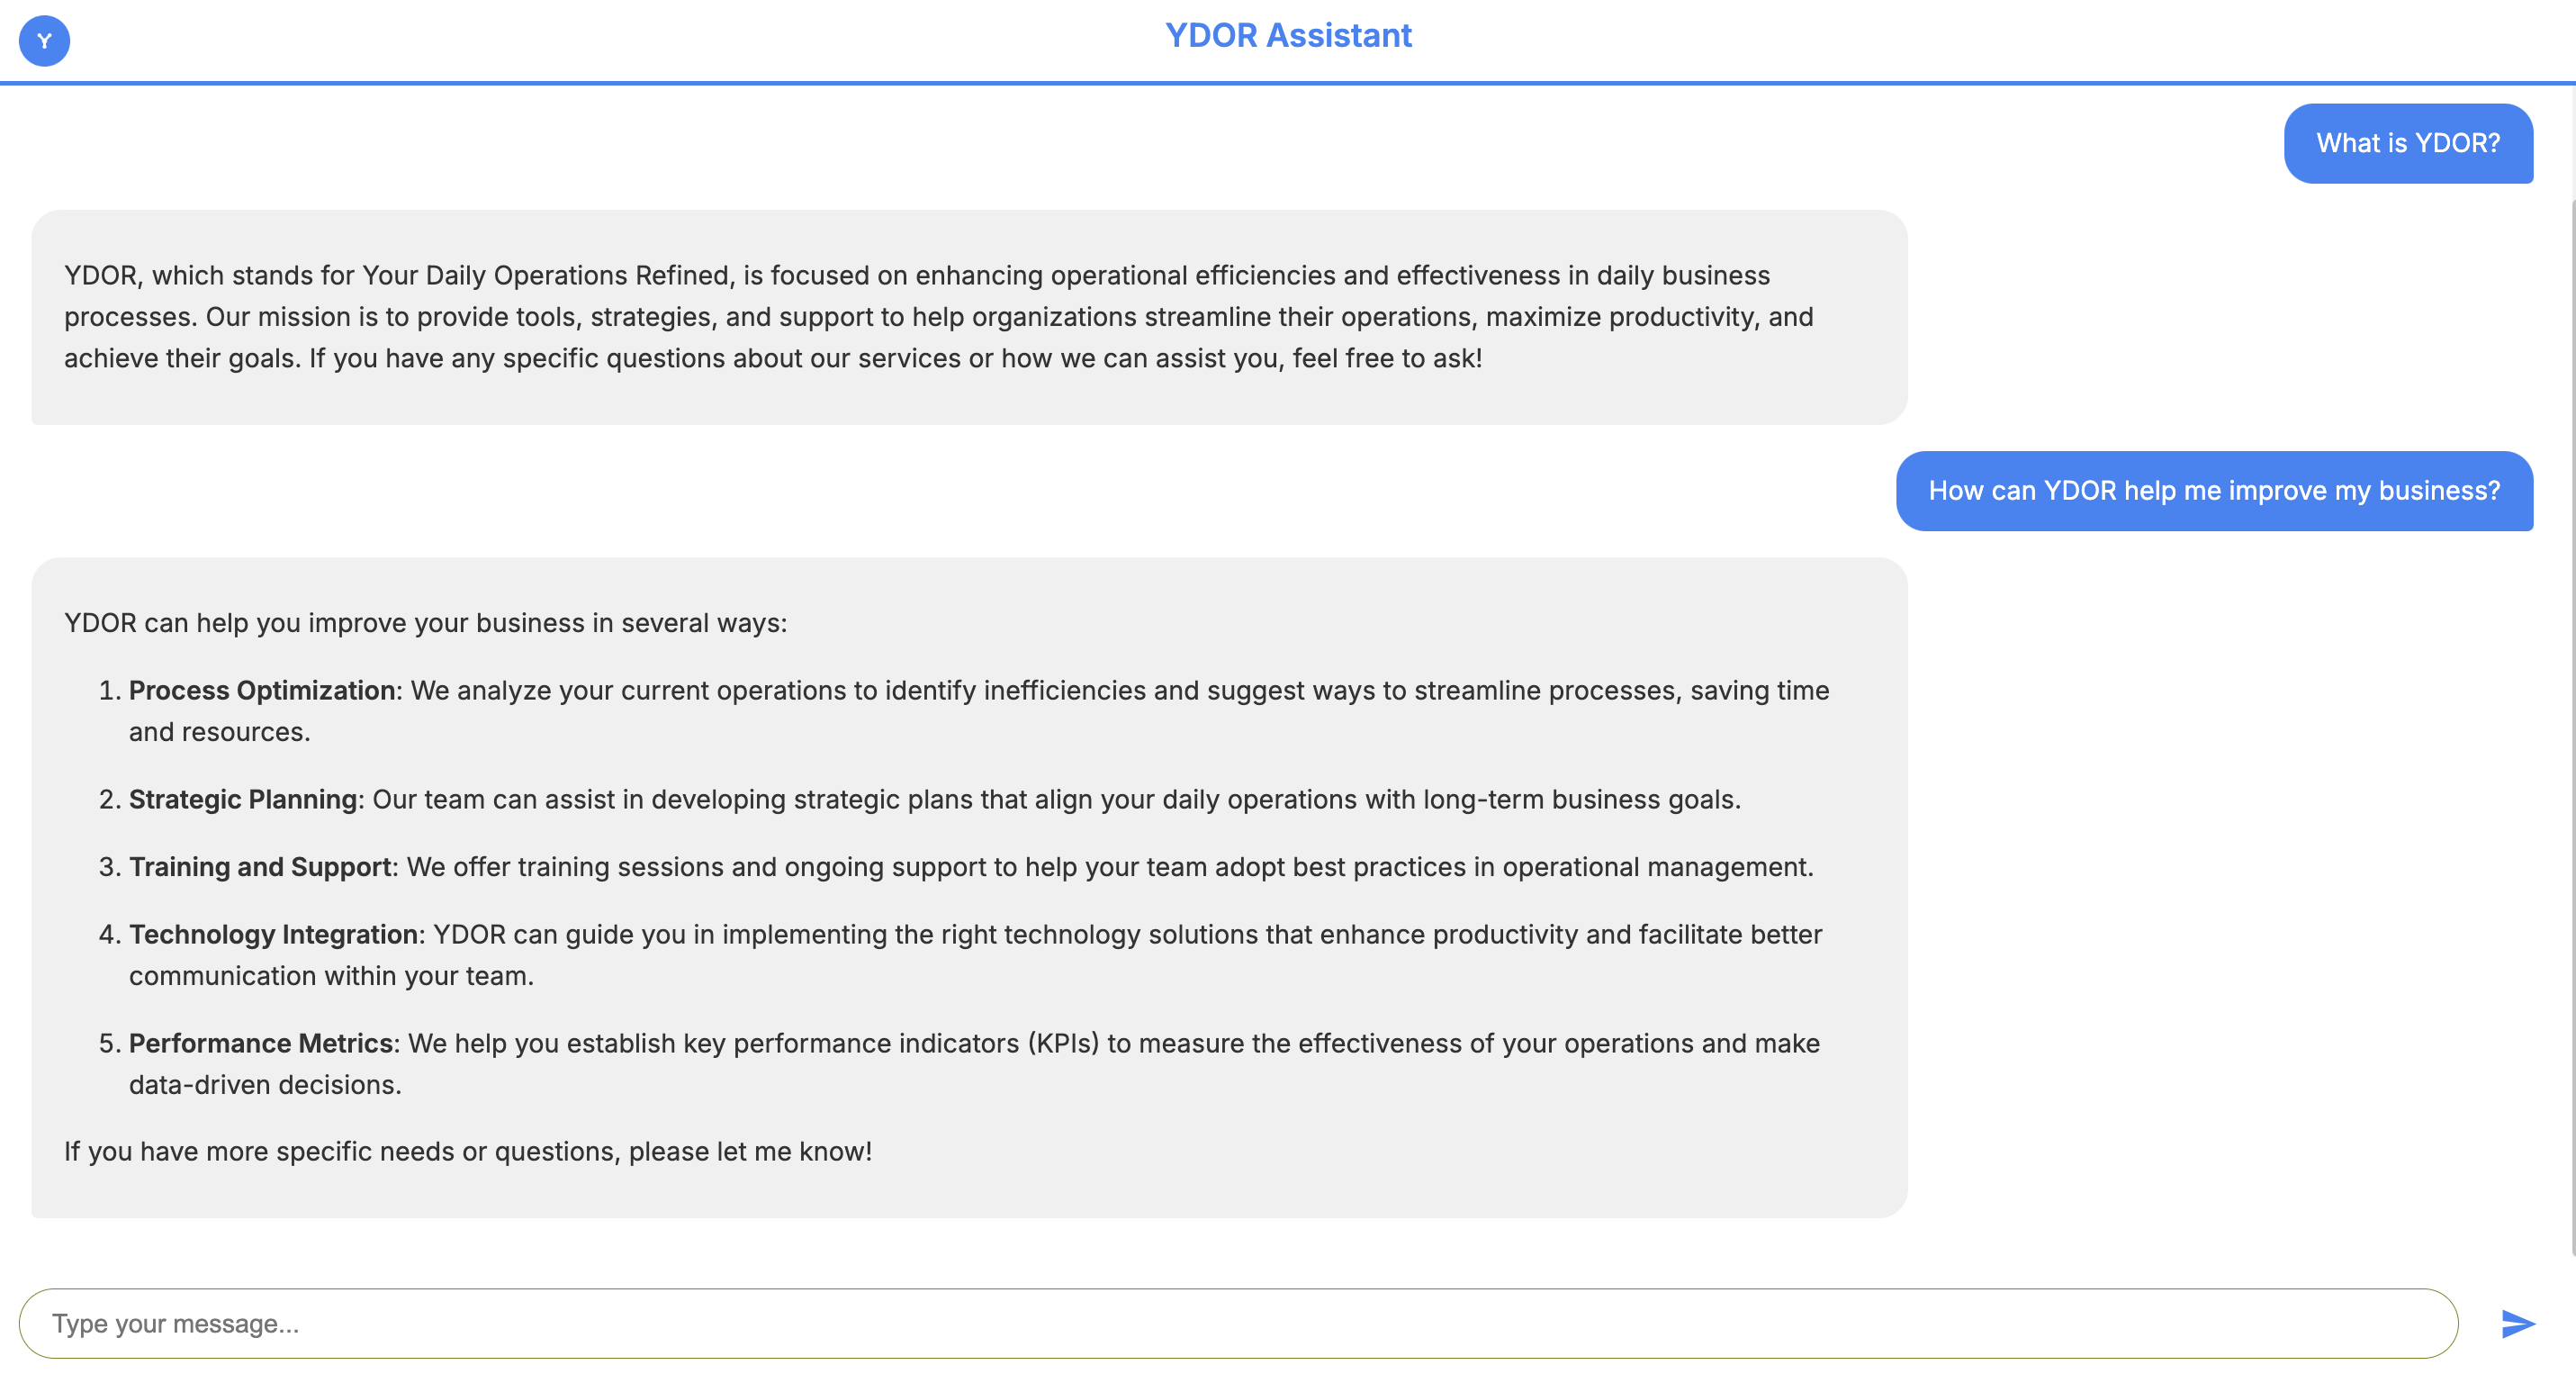 Y
YDOR Assistant
What is YDOR?
YDOR, which stands for Your Daily Operations Refined, is focused on enhancing operational efficiencies and effectiveness in daily business
processes. Our mission is to provide tools, strategies, and support to help organizations streamline their operations, maximize productivity, and
achieve their goals. If you have any specific questions about our services or how we can assist you, feel free to ask!
How can YDOR help me improve my business?
YDOR can help you improve your business in several ways:
1. Process Optimization: We analyze your current operations to identify inefficiencies and suggest ways to streamline processes, saving time
and resources.
2. Strategic Planning: Our team can assist in developing strategic plans that align your daily operations with long-term business goals.
3. Training and Support: We offer training sessions and ongoing support to help your team adopt best practices in operational management.
4. Technology Integration: YDOR can guide you in implementing the right technology solutions that enhance productivity and facilitate better
communication within your team.
5. Performance Metrics: We help you establish key performance indicators (KPIs) to measure the effectiveness of your operations and make
data-driven decisions.
If you have more specific needs or questions, please let me know!
Type your message...